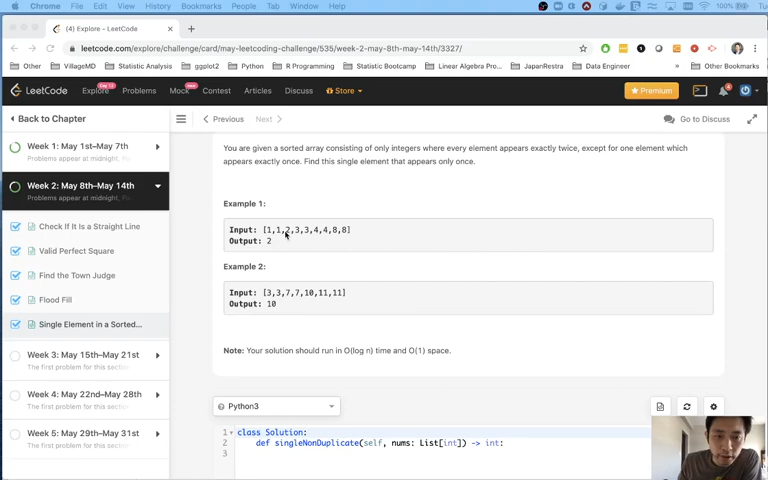 Chrome File Edit View History Bookmarks People Tab Window Help 100%
(4) Explore - LeetCode
leetcode.com/explore/challenge/card/may-leetcoding-challenge/535/week-2-may-8th-may-14th/3327/
Other VillageMD Statistic Analysis ggplot2 Python R Programming Statistic Bootcamp Linear Algebra Pro... JapanRestra Data Engineer » Other Bookmarks
LeetCode Explore Problems Mock Contest Articles Discuss Store Premium 4
Back to Chapter
Previous Next Go to Discuss
Week 1: May 1st–May 7th
Problems appear at midnight,
Week 2: May 8th–May 14th
Problems appear at midnight,
Check If It Is a Straight Line
Valid Perfect Square
Find the Town Judge
Flood Fill
Single Element in a Sorted...
Week 3: May 15th–May 21st
The first problem for this
Week 4: May 22nd–May 28th
The first problem for this
Week 5: May 29th–May 31st
The first problem for this
You are given a sorted array consisting of only integers where every element appears exactly twice, except for one element which
appears exactly once. Find this single element that appears only once.
Example 1:
Input: [1,1,2,3,3,4,4,8,8]
Output: 2
Example 2:
Input: [3,3,7,7,10,11,11]
Output: 10
Note: Your solution should run in O(log n) time and O(1) space.
Python3
1 class Solution:
2 def singleNonDuplicate(self, nums: List[int]) -> int:
3